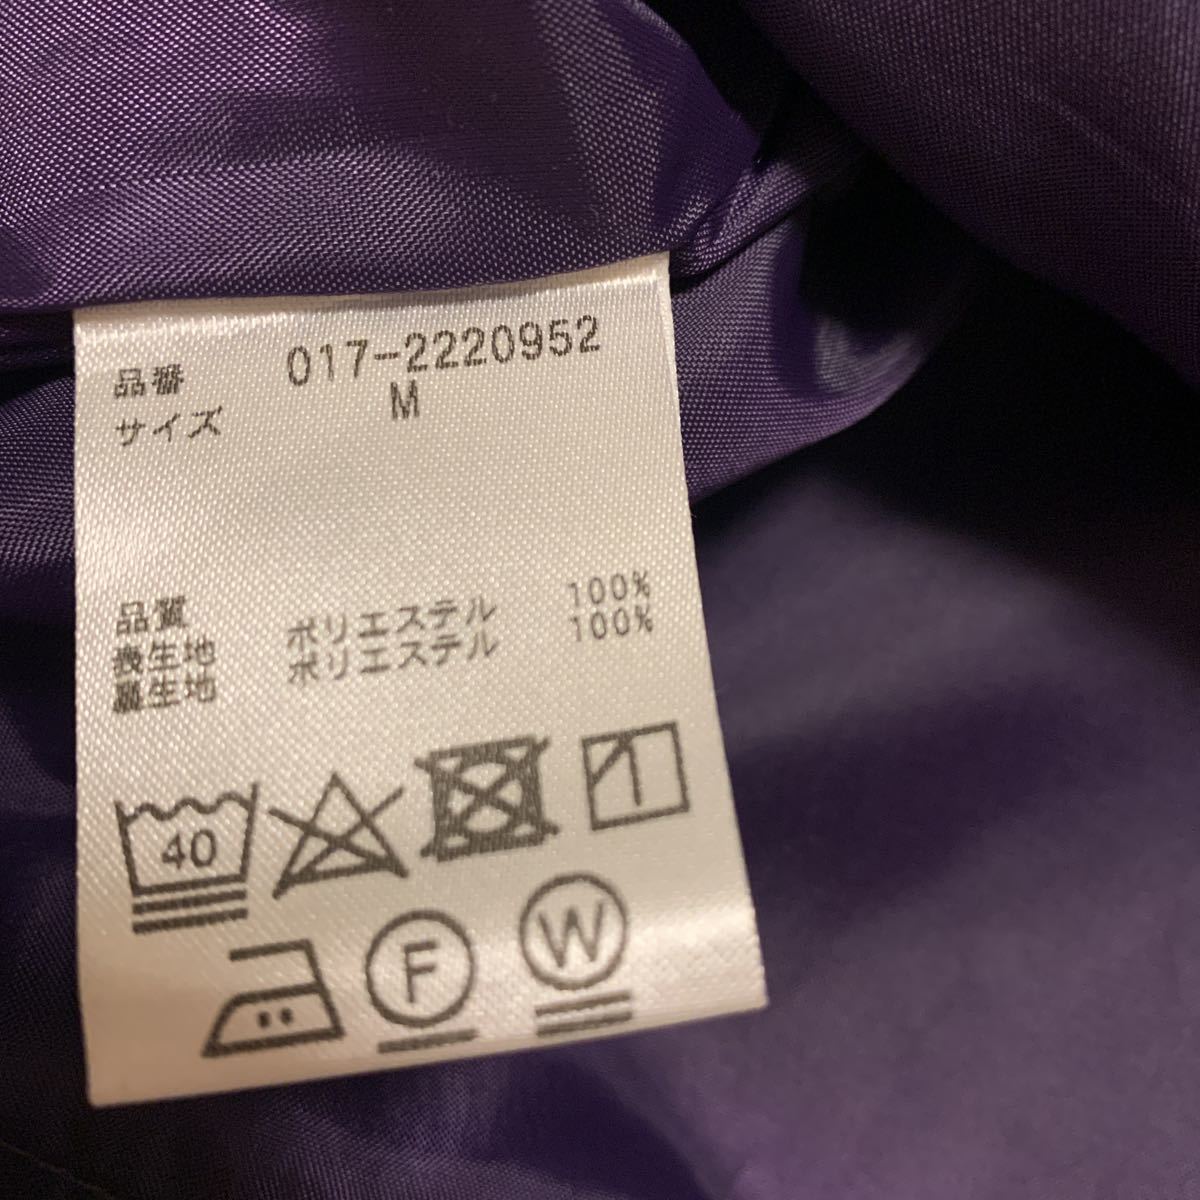 品番 017-2220952
サイズ M
品質
表生地 ポリエステル 100%
裏生地 ポリエステル 100%
40
F W